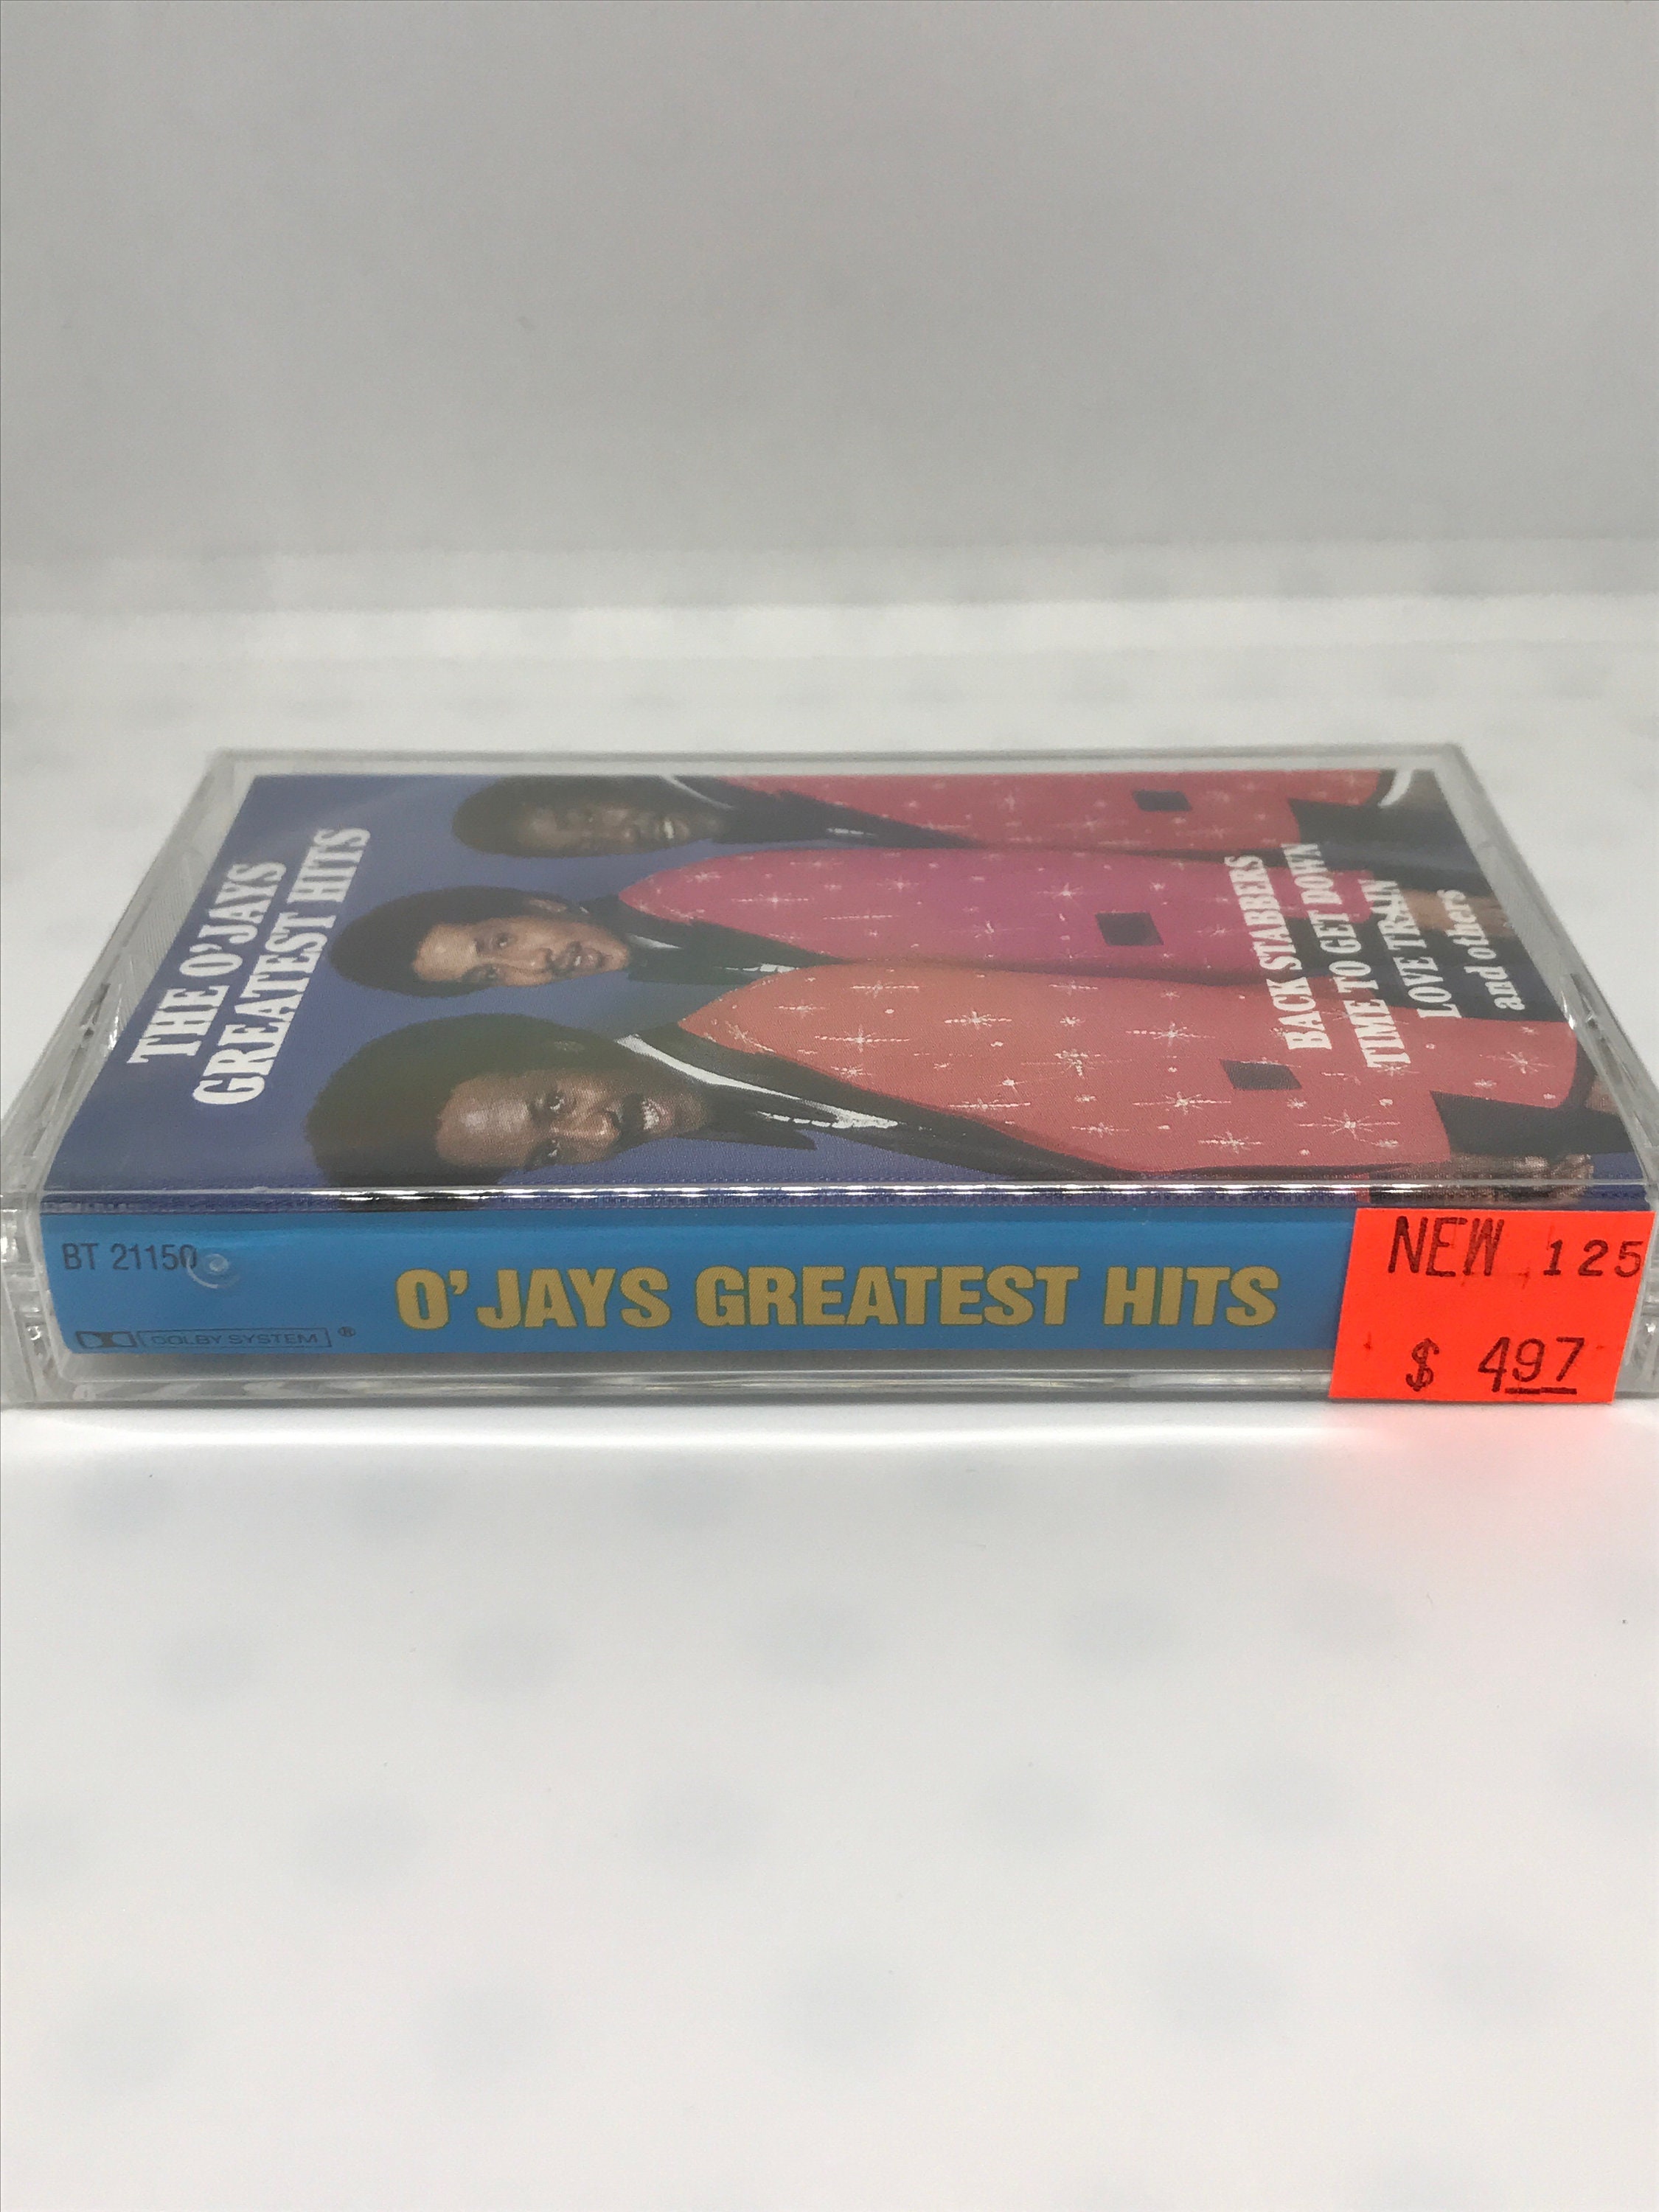 THE O'JAYS
GREATEST HITS
BACK STABBERS
TIME TO GET DOWN
LOVE TRAIN
and others
BT 21150
DOLBY SYSTEM ®
O'JAYS GREATEST HITS
NEW 125
$ 497